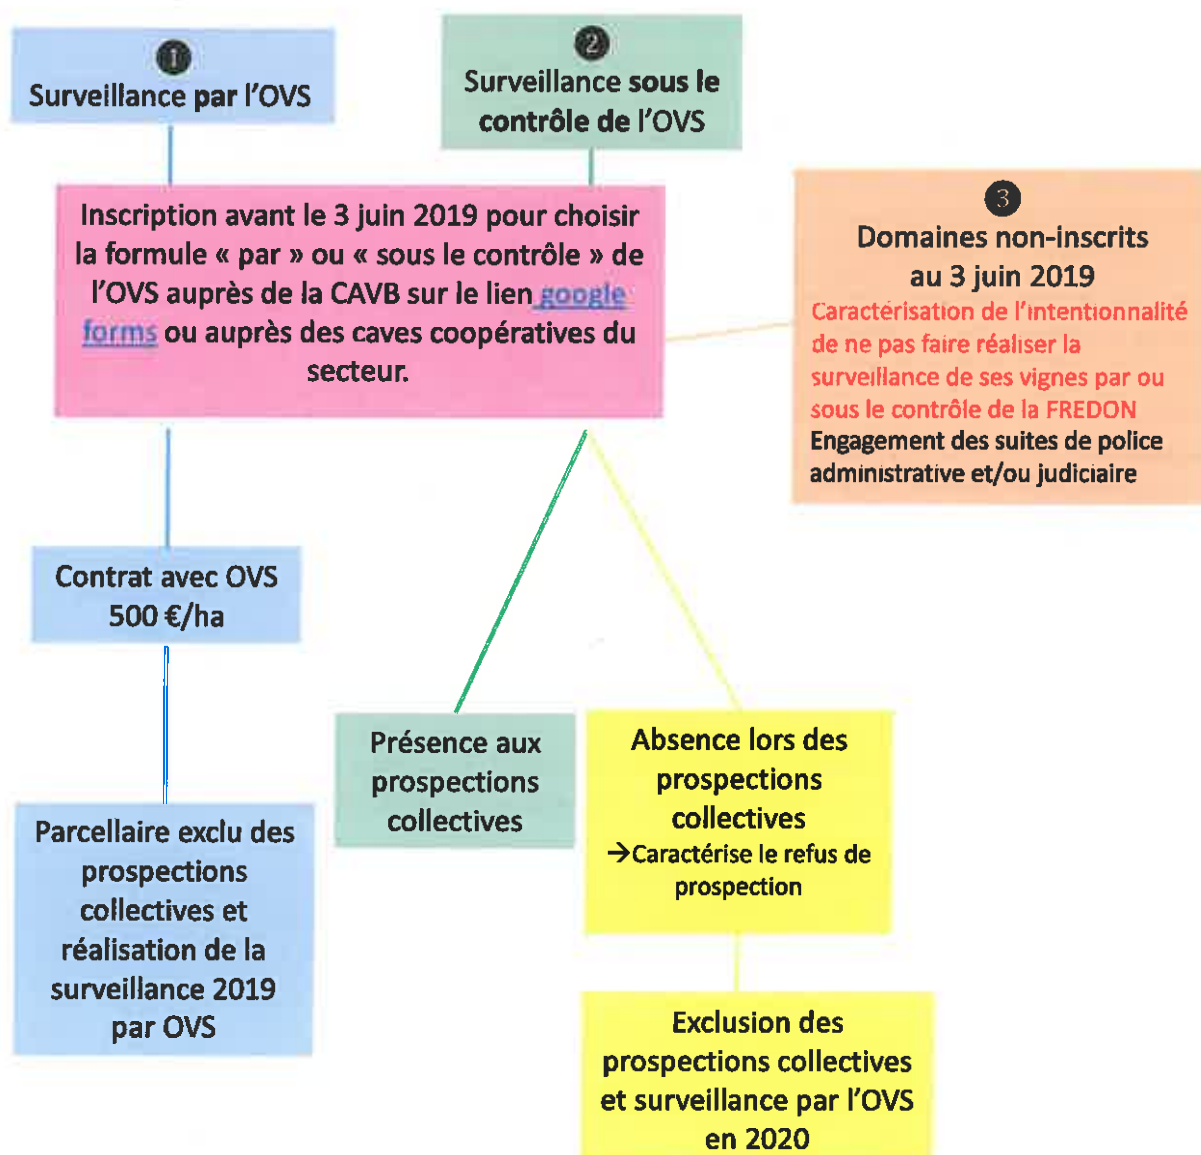 ❶
Surveillance par l'OVS
❷
Surveillance sous le
contrôle de l'OVS
Inscription avant le 3 juin 2019 pour choisir
la formule « par » ou « sous le contrôle » de
l'OVS auprès de la CAVB sur le lien google
forms ou auprès des caves coopératives du
secteur.
❸
Domaines non-inscrits
au 3 juin 2019
Caractérisation de l'intentionnalité
de ne pas faire réaliser la
surveillance de ses vignes par ou
sous le contrôle de la FREDON
Engagement des suites de police
administrative et/ou judiciaire
Contrat avec OVS
500 €/ha
Parcellaire exclu des
prospections
collectives et
réalisation de la
surveillance 2019
par OVS
Présence aux
prospections
collectives
Absence lors des
prospections
collectives
→Caractérise le refus de
prospection
Exclusion des
prospections collectives
et surveillance par l'OVS
en 2020